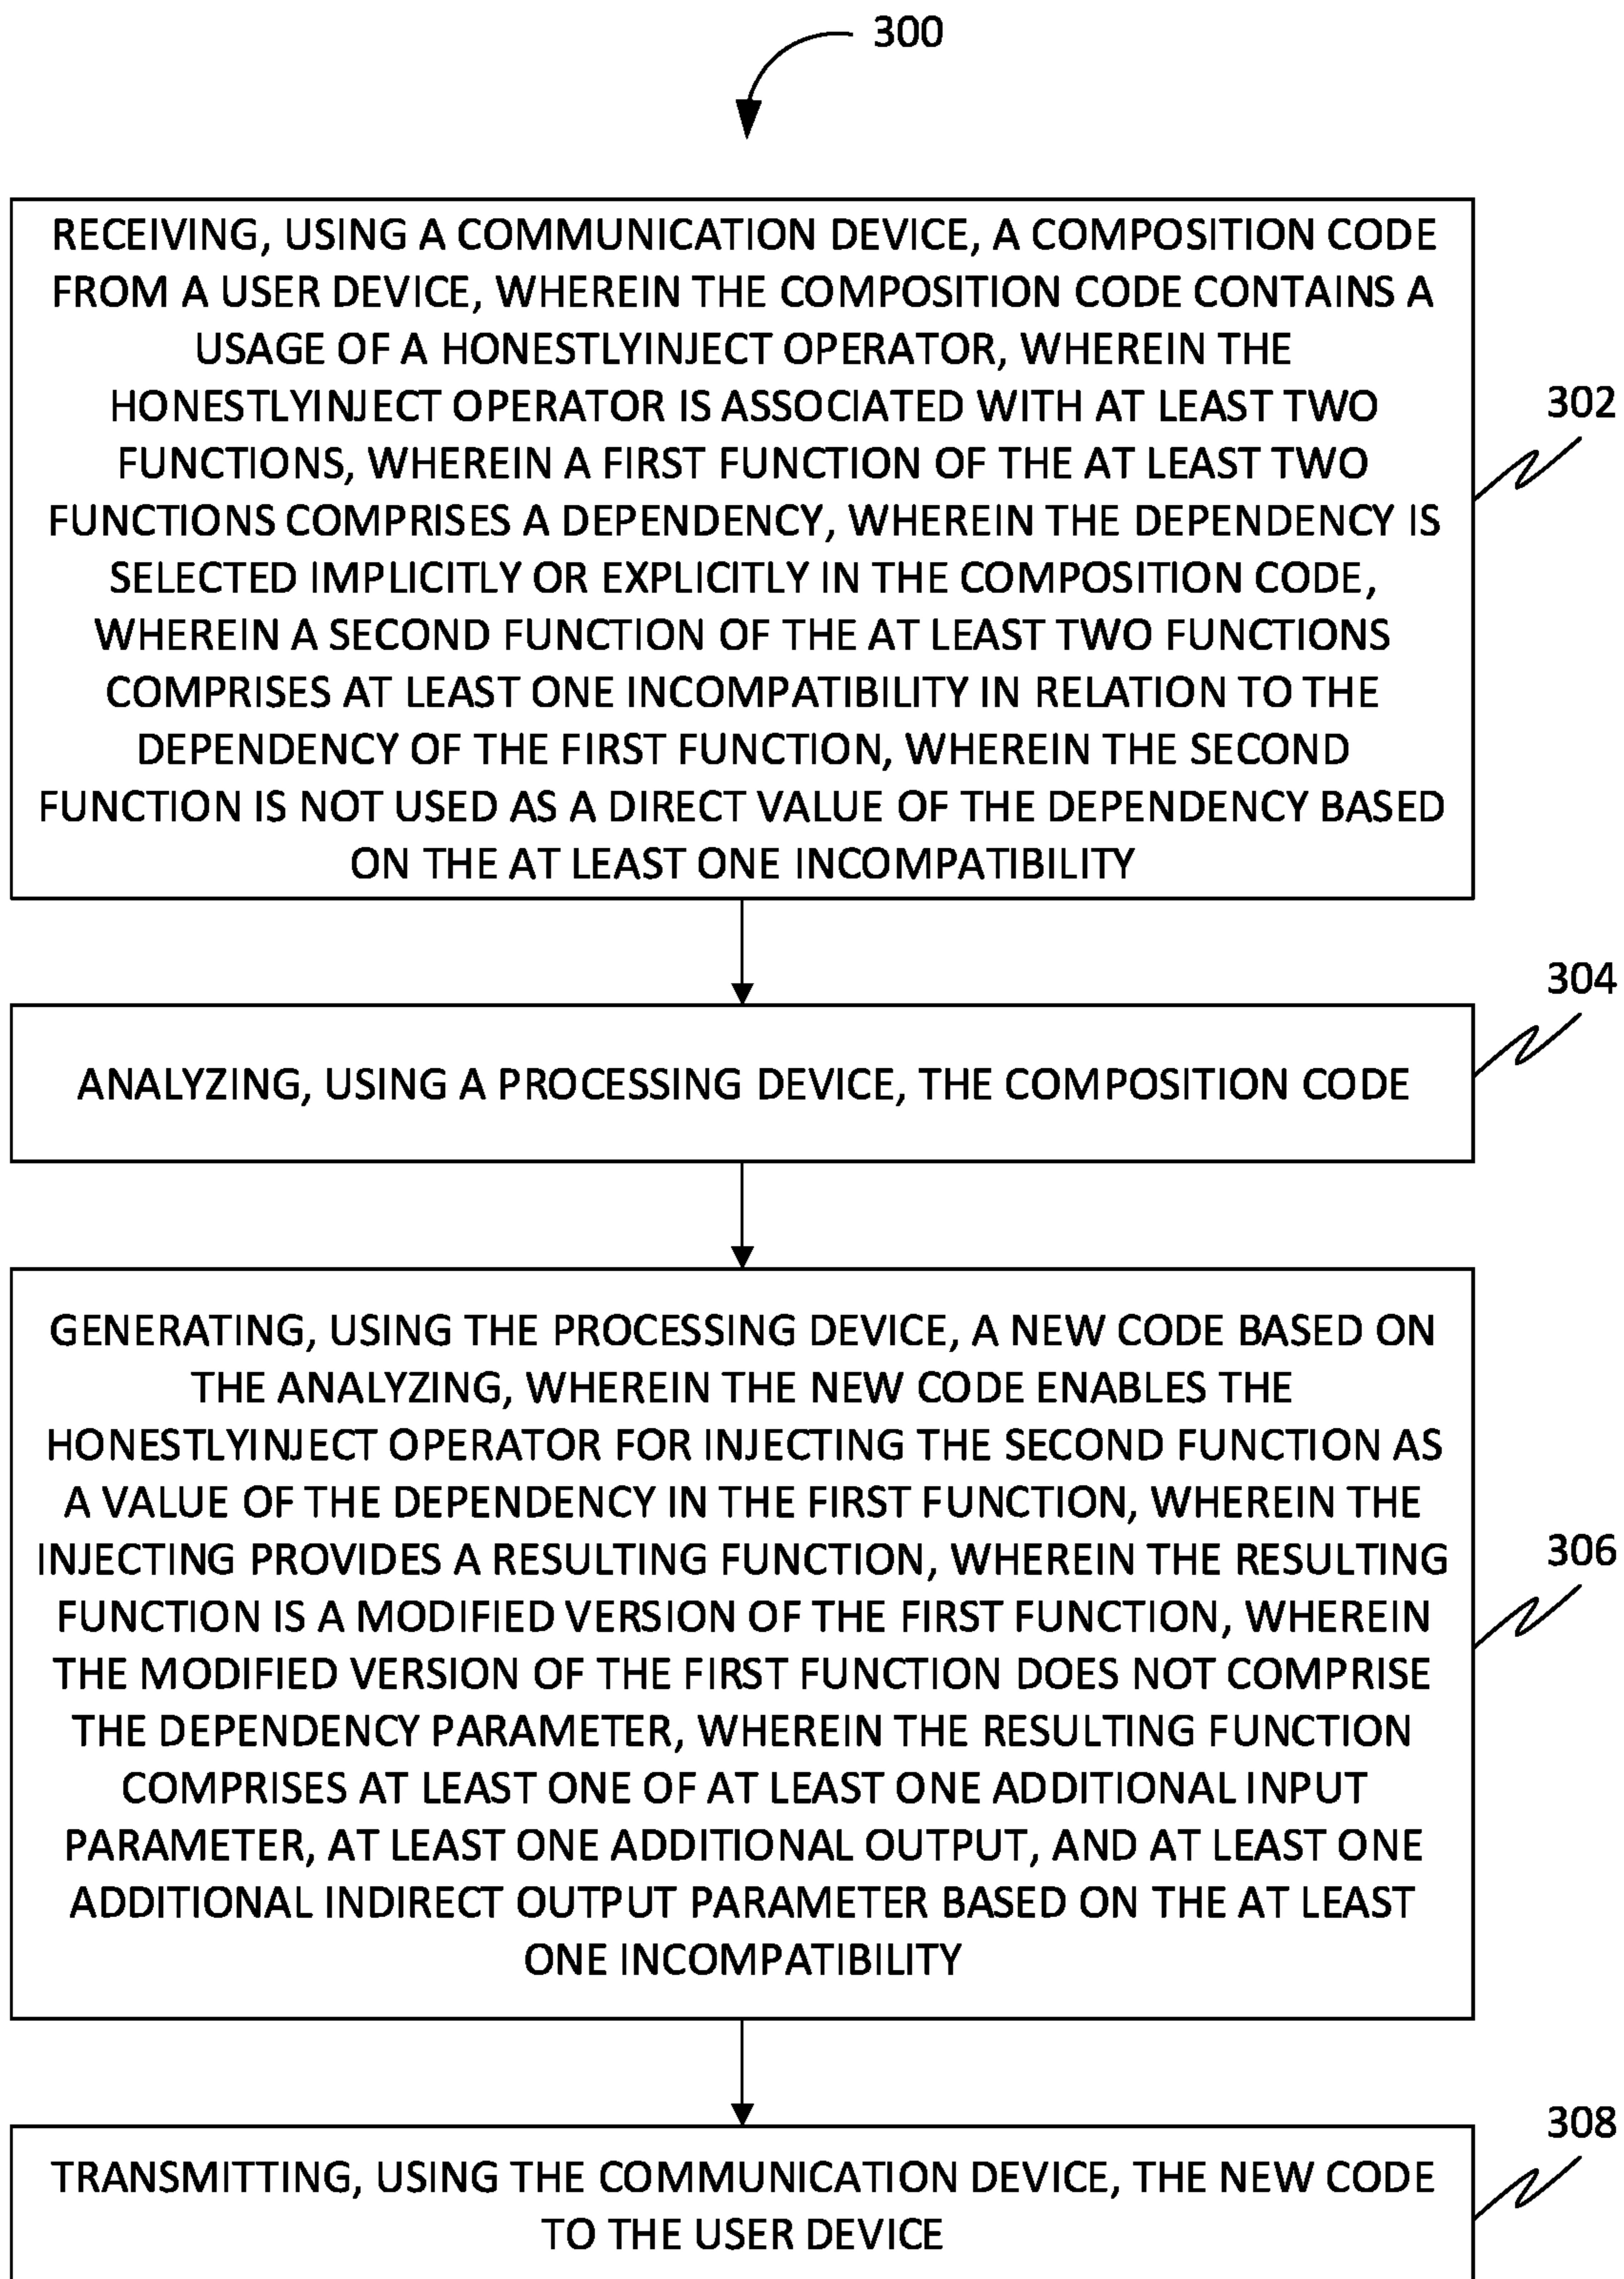 300
RECEIVING, USING A COMMUNICATION DEVICE, A COMPOSITION CODE
FROM A USER DEVICE, WHEREIN THE COMPOSITION CODE CONTAINS A
USAGE OF A HONESTLYINJECT OPERATOR, WHEREIN THE
HONESTLYINJECT OPERATOR IS ASSOCIATED WITH AT LEAST TWO
FUNCTIONS, WHEREIN A FIRST FUNCTION OF THE AT LEAST TWO
FUNCTIONS COMPRISES A DEPENDENCY, WHEREIN THE DEPENDENCY IS
SELECTED IMPLICITLY OR EXPLICITLY IN THE COMPOSITION CODE,
WHEREIN A SECOND FUNCTION OF THE AT LEAST TWO FUNCTIONS
COMPRISES AT LEAST ONE INCOMPATIBILITY IN RELATION TO THE
DEPENDENCY OF THE FIRST FUNCTION, WHEREIN THE SECOND
FUNCTION IS NOT USED AS A DIRECT VALUE OF THE DEPENDENCY BASED
ON THE AT LEAST ONE INCOMPATIBILITY
302
304
ANALYZING, USING A PROCESSING DEVICE, THE COMPOSITION CODE
GENERATING, USING THE PROCESSING DEVICE, A NEW CODE BASED ON
THE ANALYZING, WHEREIN THE NEW CODE ENABLES THE
HONESTLYINJECT OPERATOR FOR INJECTING THE SECOND FUNCTION AS
A VALUE OF THE DEPENDENCY IN THE FIRST FUNCTION, WHEREIN THE
INJECTING PROVIDES A RESULTING FUNCTION, WHEREIN THE RESULTING
FUNCTION IS A MODIFIED VERSION OF THE FIRST FUNCTION, WHEREIN
THE MODIFIED VERSION OF THE FIRST FUNCTION DOES NOT COMPRISE
THE DEPENDENCY PARAMETER, WHEREIN THE RESULTING FUNCTION
COMPRISES AT LEAST ONE OF AT LEAST ONE ADDITIONAL INPUT
PARAMETER, AT LEAST ONE ADDITIONAL OUTPUT, AND AT LEAST ONE
ADDITIONAL INDIRECT OUTPUT PARAMETER BASED ON THE AT LEAST
ONE INCOMPATIBILITY
306
308
TRANSMITTING, USING THE COMMUNICATION DEVICE, THE NEW CODE
TO THE USER DEVICE